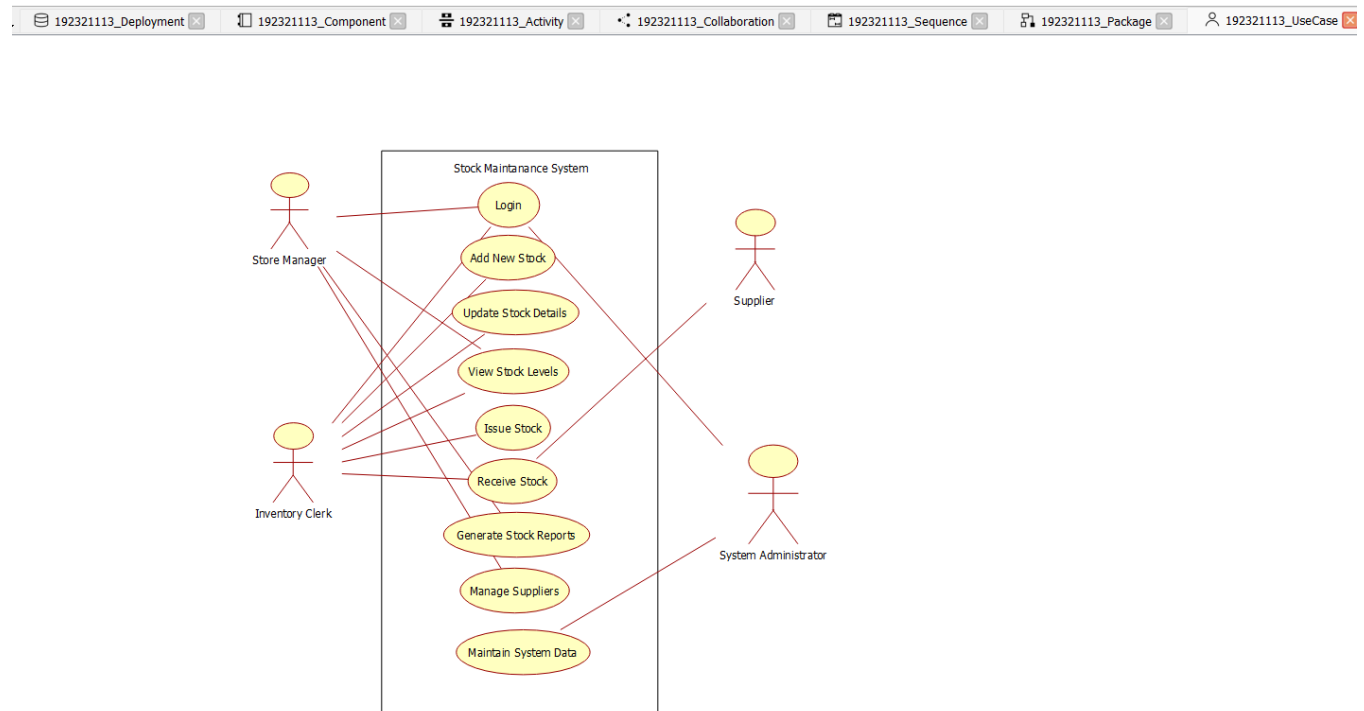 192321113_Deployment
192321113_Component
192321113_Activity
192321113_Collaboration
192321113_Sequence
192321113_Package
192321113_UseCase
Stock Maintanance System
Login
Store Manager
Add New Stock
Supplier
Update Stock Details
View Stock Levels
Issue Stock
Receive Stock
Inventory Clerk
Generate Stock Reports
System Administrator
Manage Suppliers
Maintain System Data